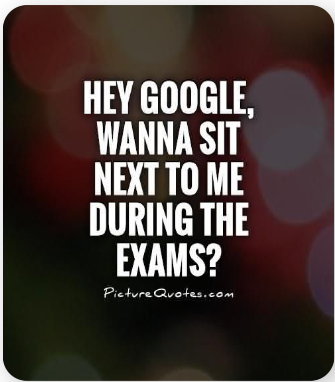 HEY GOOGLE,
WANNA SIT
NEXT TO ME
DURING THE
EXAMS?
PictureQuotes.com